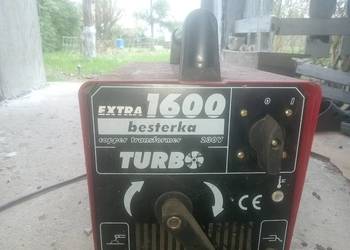 EXTRA 1600
besterka
copper transformer 230V
TURBO
O I
CE